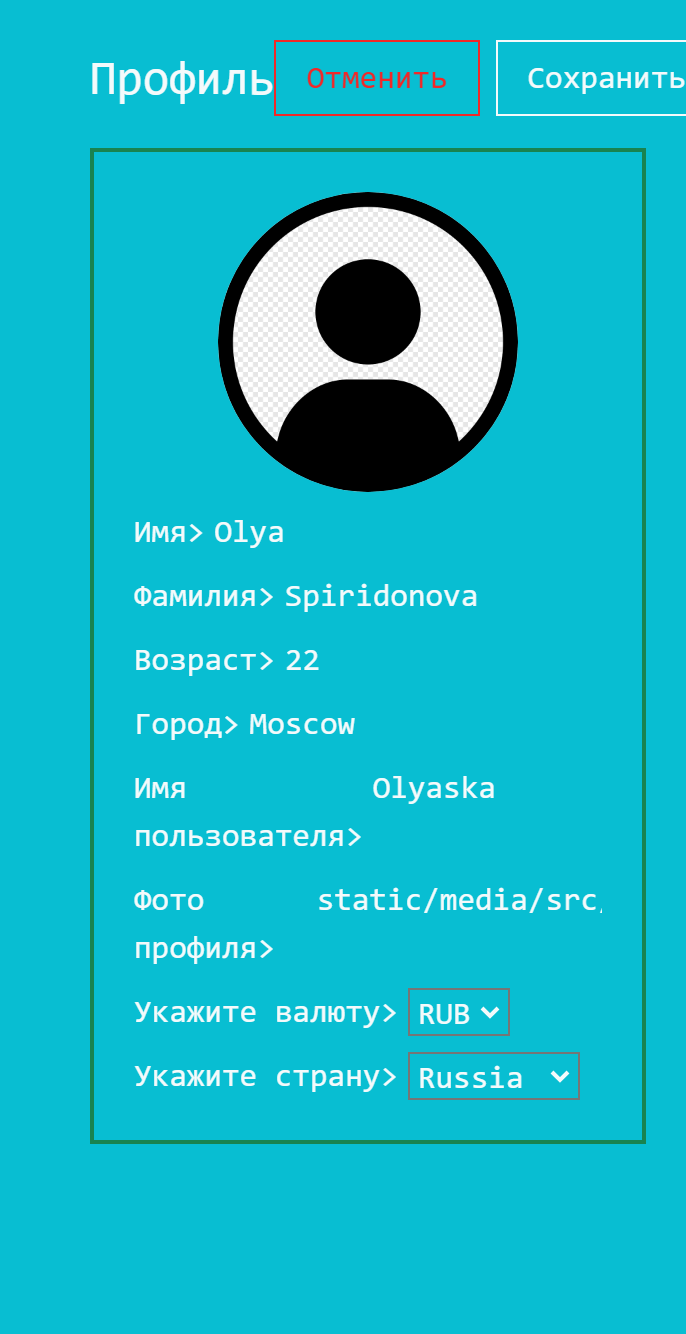 Профиль Отменить Сохранить
Имя> Olya
Фамилия> Spiridonova
Возраст> 22
Город> Moscow
Имя Olyaska
пользователя>
Фото static/media/src
профиля>
Укажите валюту> RUB
Укажите страну> Russia